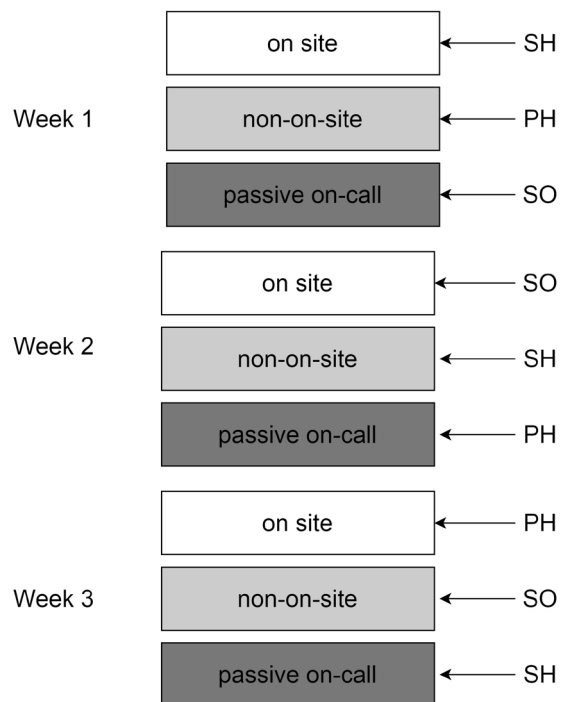 on site SH
Week 1 non-on-site PH
passive on-call SO
on site SO
Week 2 non-on-site SH
passive on-call PH
on site PH
Week 3 non-on-site SO
passive on-call SH